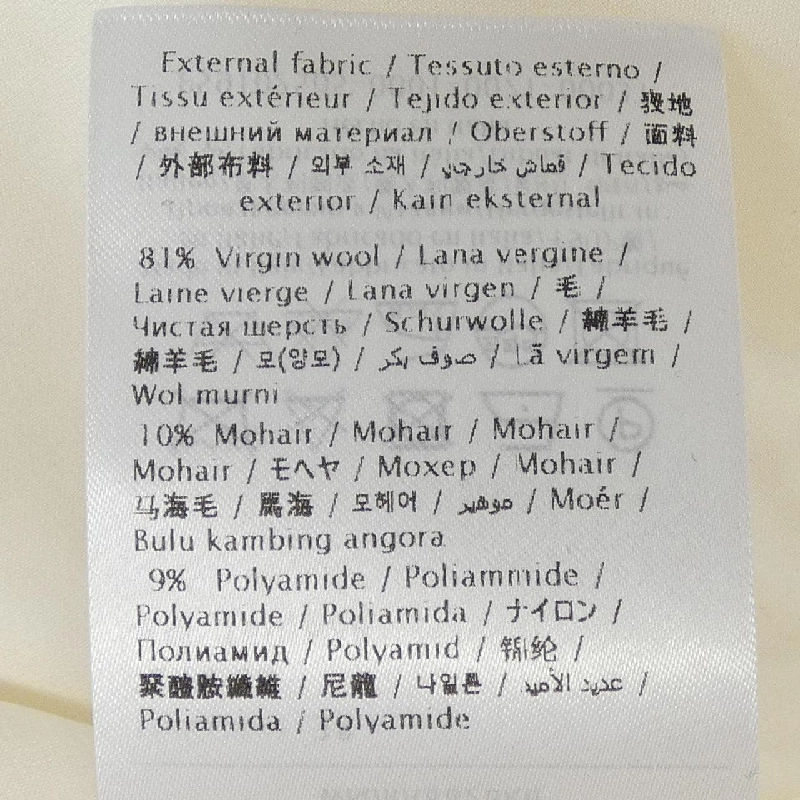 External fabric / Tessuto esterno /
Tissu extérieur / Tejido exterior / 表地
/ внешний материал / Oberstoff / 面料
/ 外部布料 / 외부 소재 / قماش خارجي / Tecido
exterior / Kain eksternal
81% Virgin wool / Lana vergine /
Laine vierge / Lana virgen / 毛 /
Чистая шерсть / Schurwolle / 綿羊毛 /
綿羊毛 / 모(양모) / صوف بكر / Lã virgem /
Wol murni
10% Mohair / Mohair / Mohair /
Mohair / モヘヤ / Мохер / Mohair /
马海毛 / 馬海 / 모헤어 / موهير / Moér /
Bulu kambing angora
9% Polyamide / Poliammide /
Polyamide / Poliamida / ナイロン /
Полиамид / Polyamid / 锦纶 /
聚醯胺纖維 / 尼龍 / 나일론 / عديد الأميد /
Poliamida / Polyamide